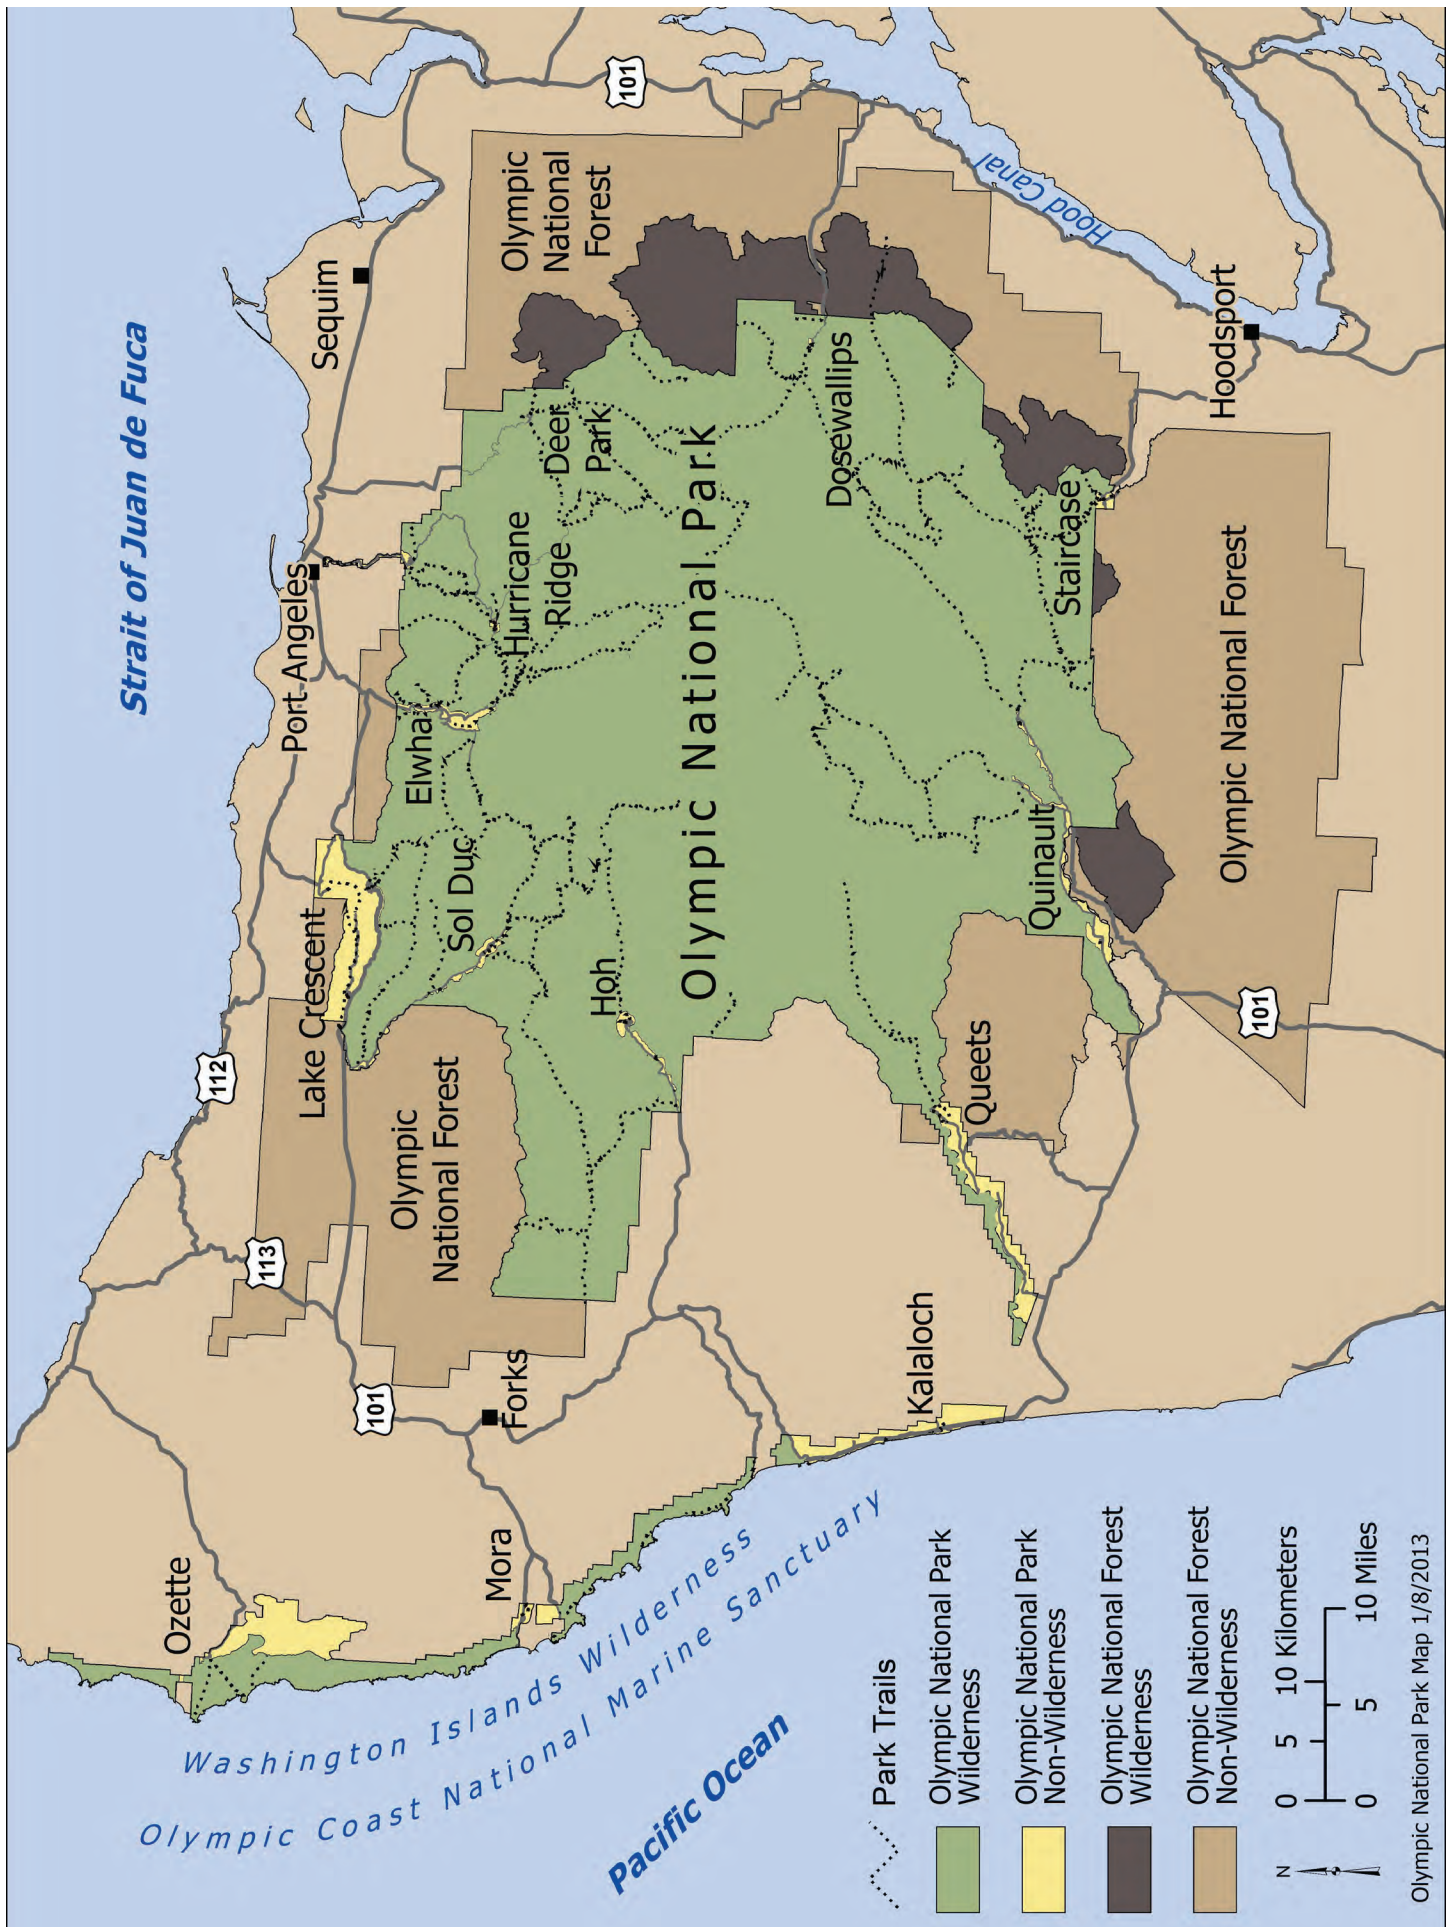 Strait of Juan de Fuca
Ozette
112
113
Port Angeles
Sequim
Lake Crescent
101
Elwha
Sol Duc
Olympic
National Forest
Forks
Mora
Hurricane
Ridge
Deer
Park
Olympic
National
Forest
101
Hoh
Olympic National Park
Washington Islands Wilderness
Olympic Coast National Marine Sanctuary
Pacific Ocean
Dosewallips
Kalaloch
Queets
Quinault
Staircase
Hood Canal
Hoodsport
Olympic National Forest
101
Park Trails
Olympic National Park
Wilderness
Olympic National Park
Non-Wilderness
Olympic National Forest
Wilderness
Olympic National Forest
Non-Wilderness
N
0 5 10 Kilometers
0 5 10 Miles
Olympic National Park Map 1/8/2013